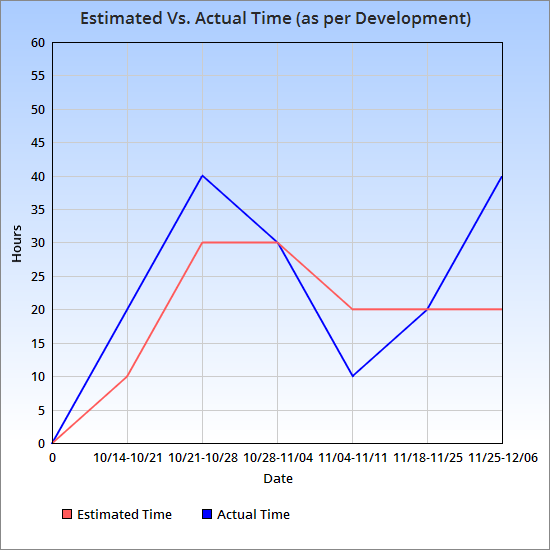 Estimated Vs. Actual Time (as per Development)
60
55
50
45
40
35
30
25
20
15
10
5
0
Hours
0 10/14-10/21 10/21-10/28 10/28-11/04 11/04-11/11 11/18-11/25 11/25-12/06
Date
Estimated Time Actual Time